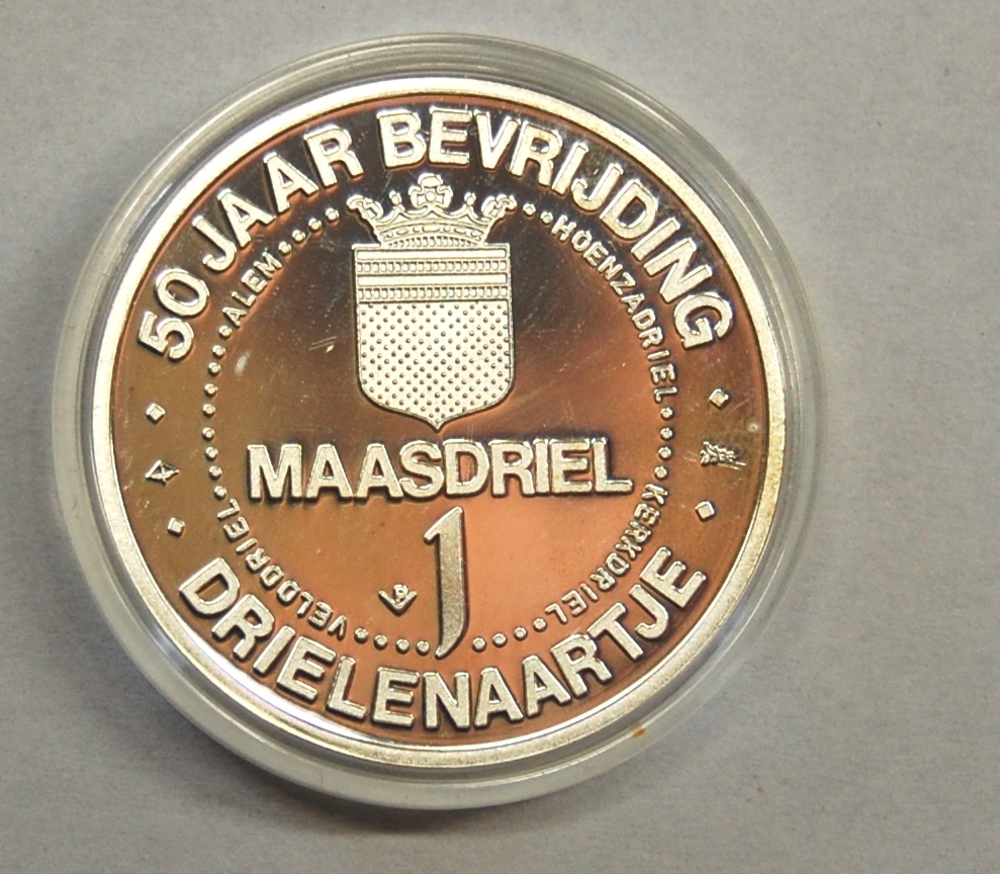 50 JAAR BEVRIJDING
ALEM
HOENZADRIEL
KERKDRIEL
VELDDRIEL
MAASDRIEL
1
DRIELENAARTJE